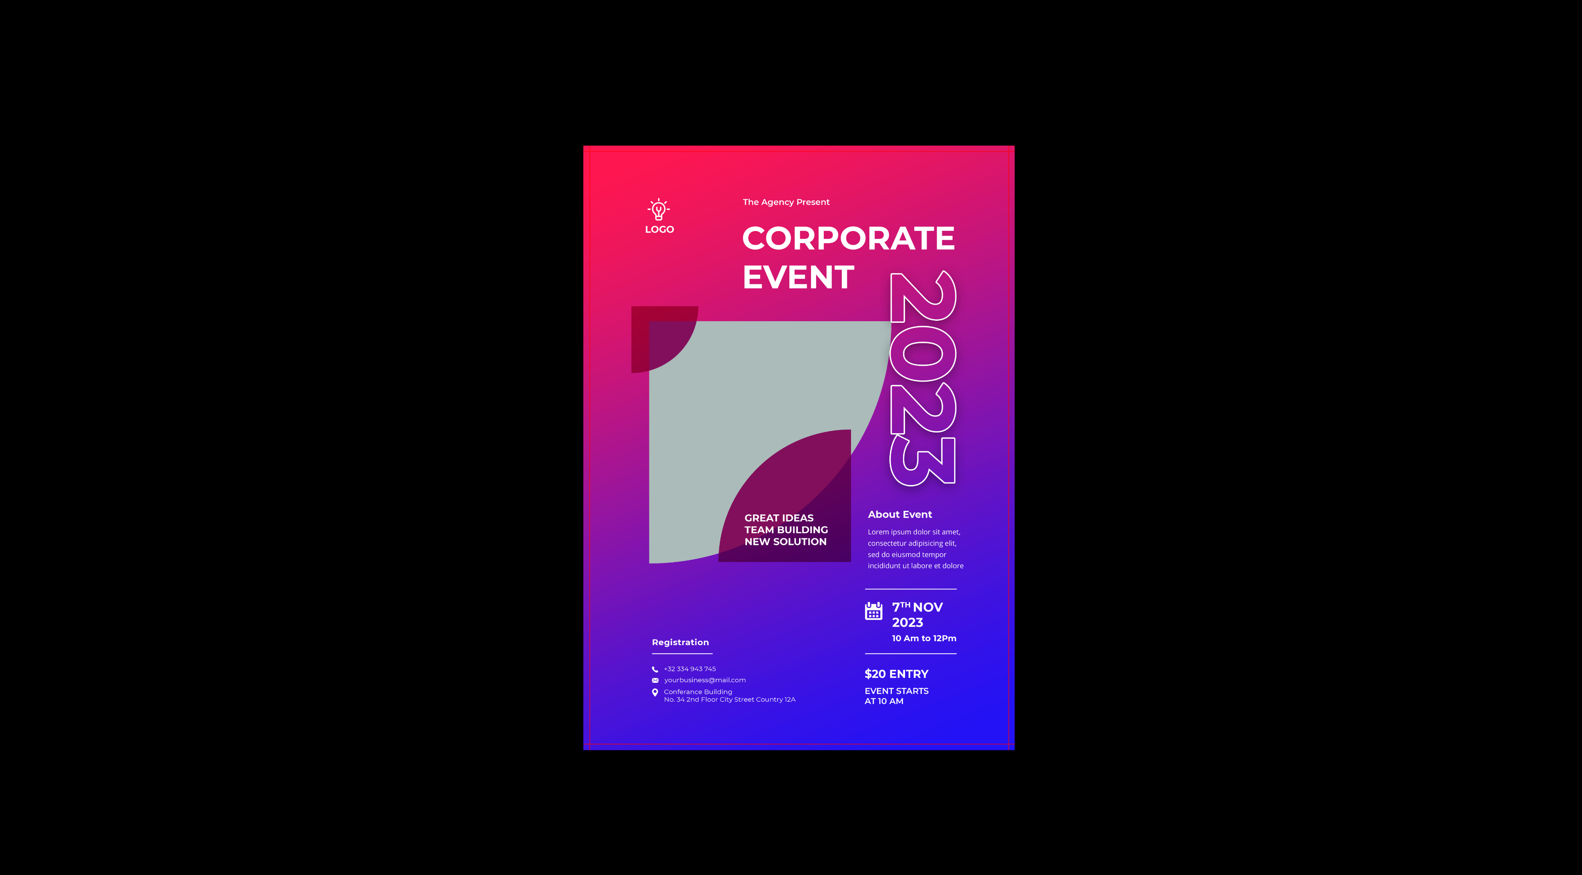 LOGO
The Agency Present
CORPORATE
EVENT
2023
GREAT IDEAS
TEAM BUILDING
NEW SOLUTION
About Event
Lorem ipsum dolor sit amet,
consectetur adipisicing elit,
sed do eiusmod tempor
incididunt ut labore et dolore
7TH NOV
2023
10 Am to 12Pm
$20 ENTRY
EVENT STARTS
AT 10 AM
Registration
+32 334 943 745
yourbusiness@mail.com
Conferance Building
No. 34 2nd Floor City Street Country 12A